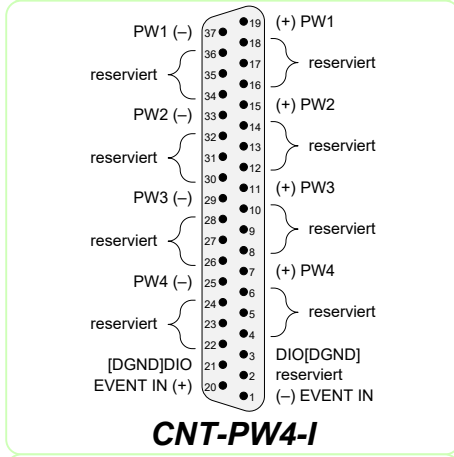 PW1 (–) 37 19 (+) PW1
36 18
reserviert 35 17 reserviert
34 16
PW2 (–) 33 15 (+) PW2
32 14
reserviert 31 13 reserviert
30 12
PW3 (–) 29 11 (+) PW3
28 10
reserviert 27 9 reserviert
26 8
PW4 (–) 25 7 (+) PW4
24 6
reserviert 23 5 reserviert
22 4
[DGND]DIO 21 3 DIO[DGND]
EVENT IN (+) 20 2 reserviert
1 (–) EVENT IN
CNT-PW4-I